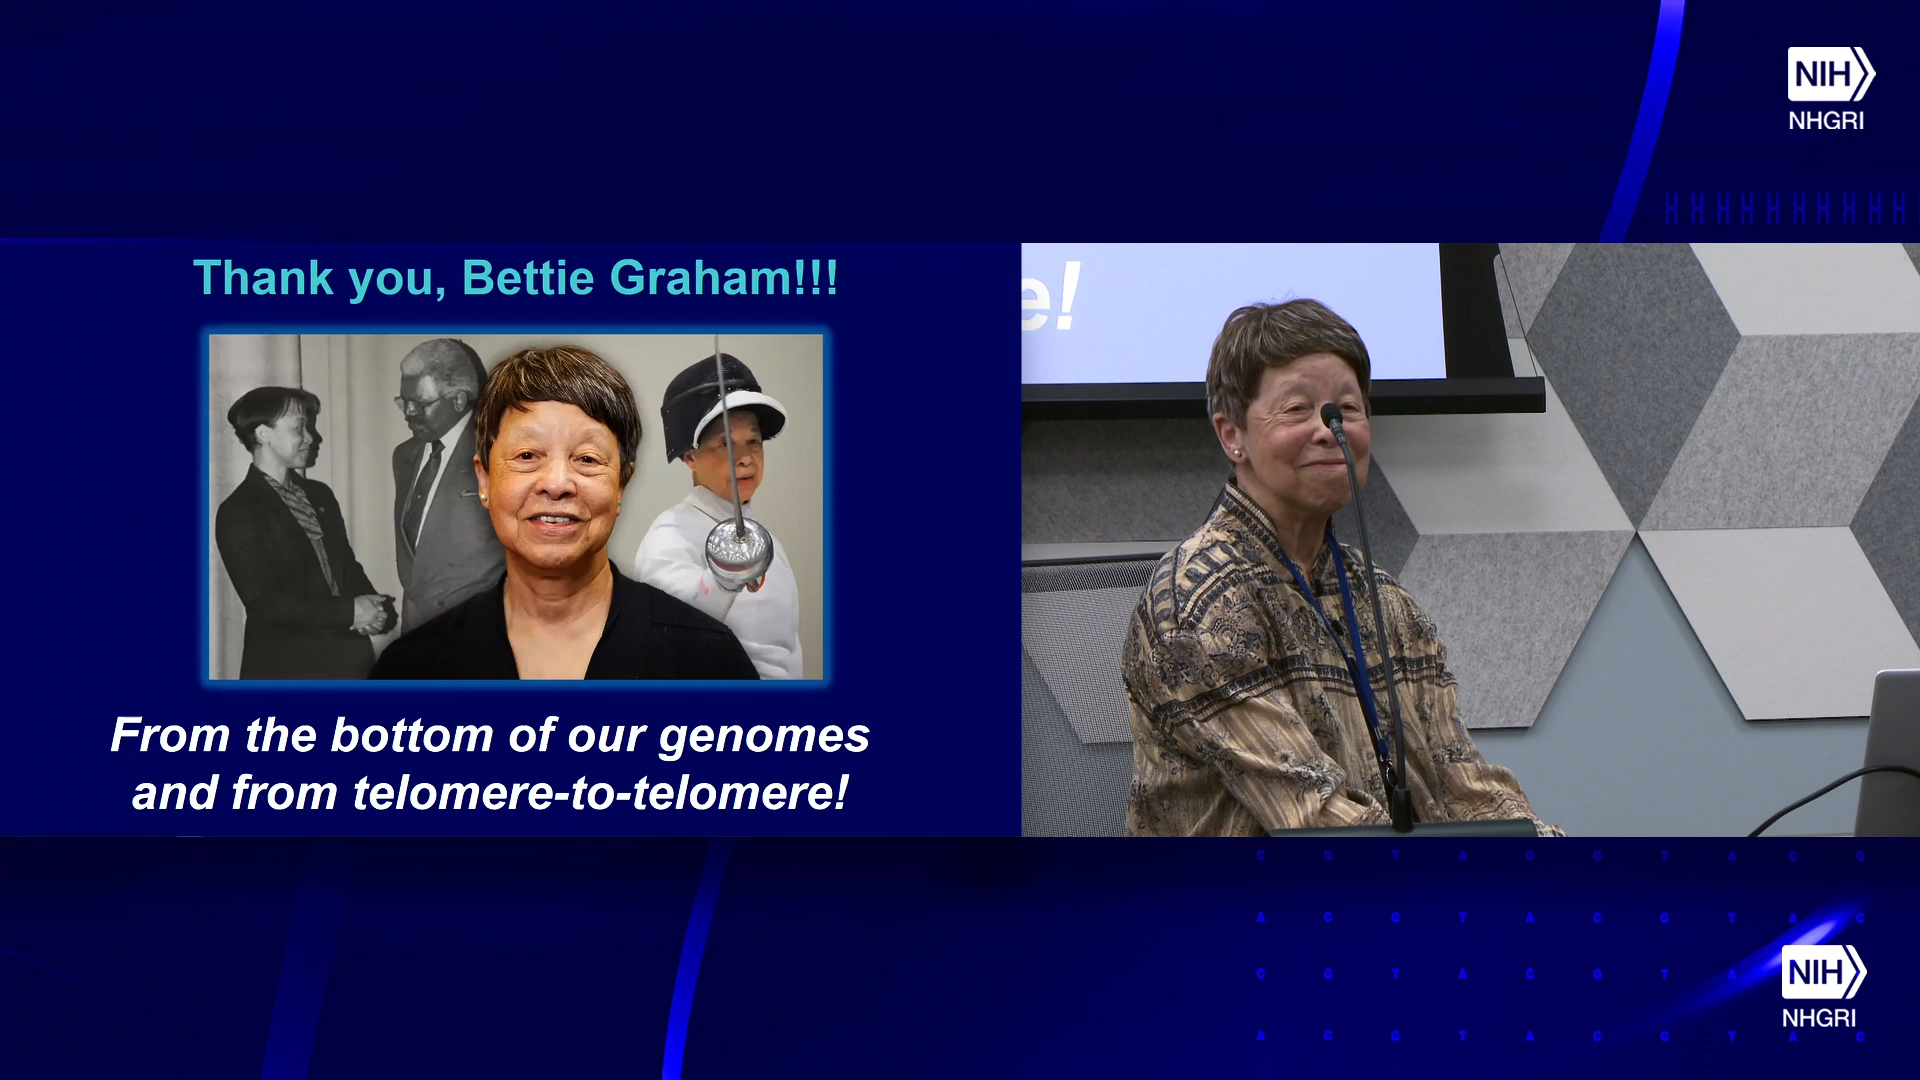 NIH
NHGRI
Thank you, Bettie Graham!!!
e!
From the bottom of our genomes
and from telomere-to-telomere!
C G T A C G T A C G
A C G T A C G T A C
C G T A C G T A
NIH
NHGRI
A C G T A C G T A C